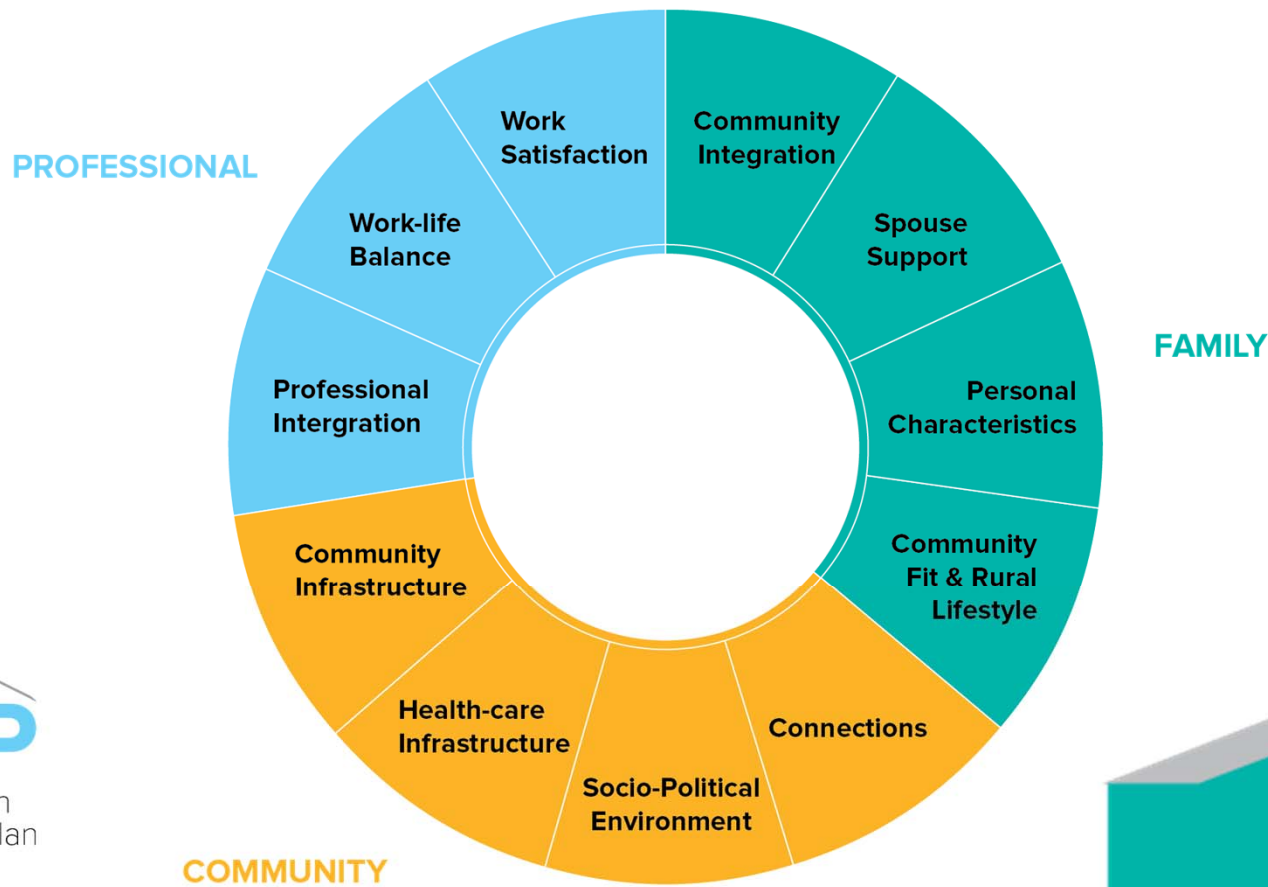 PROFESSIONAL
Work
Satisfaction
Community
Integration
Work-life
Balance
Spouse
Support
FAMILY
Professional
Intergration
Personal
Characteristics
Community
Infrastructure
Community
Fit & Rural
Lifestyle
Health-care
Infrastructure
Connections
Socio-Political
Environment
COMMUNITY